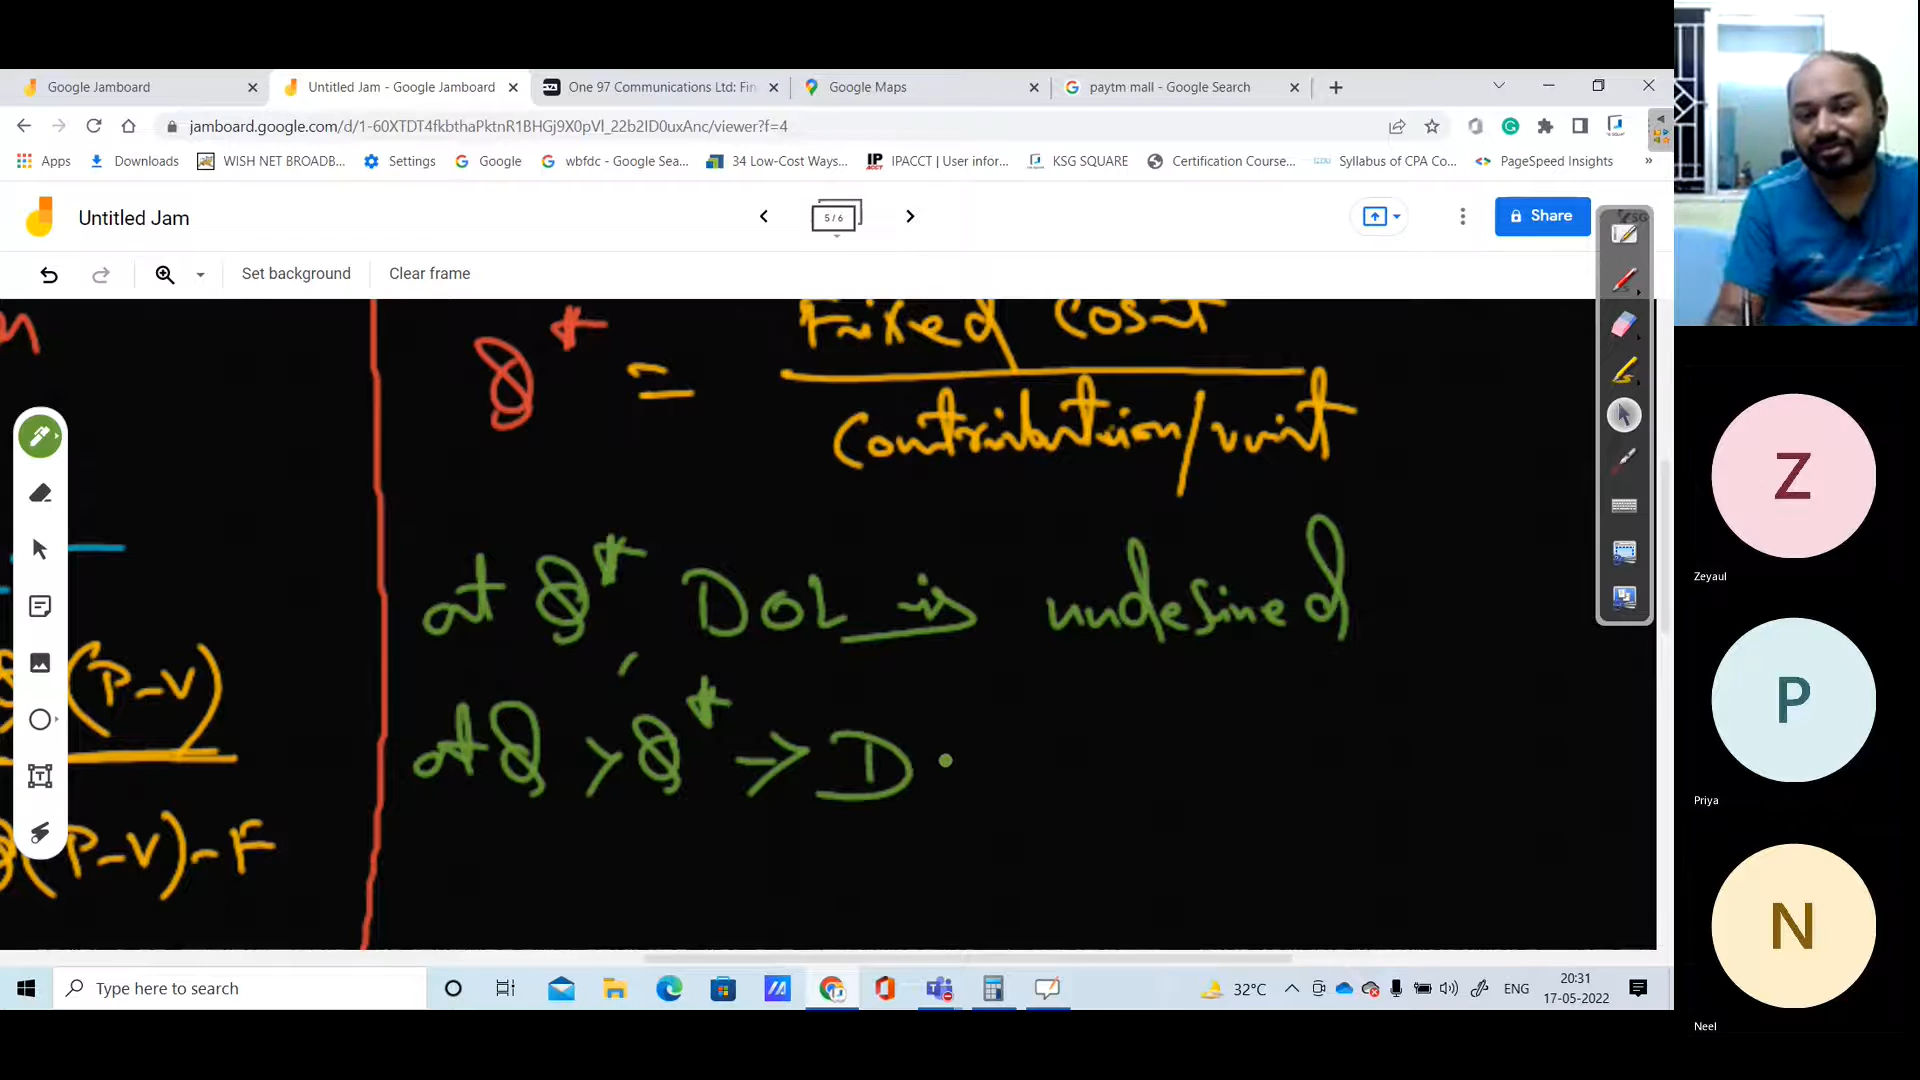 Google Jamboard
Untitled Jam - Google Jamboard
One 97 Communications Ltd: Fin
Google Maps
paytm mall - Google Search
jamboard.google.com/d/1-60XTDT4fkbthaPktnR1BHGj9X0pVl_22b2ID0uxAnc/viewer?f=4
Apps
Downloads
WISH NET BROADB...
Settings
Google
wbfdc - Google Sea...
34 Low-Cost Ways...
IPACCT | User infor...
KSG SQUARE
Certification Course...
Syllabus of CPA Co...
PageSpeed Insights
Untitled Jam
5 / 6
Share
Set background
Clear frame
Q* = Fixed Cost
Contribution/unit
at Q* DOL is undefined
at Q > Q* -> D
Q(P-V)
Q(P-V)-F
Z
Zeyaul
P
Priya
N
Neel
Type here to search
32°C
ENG
20:31
17-05-2022